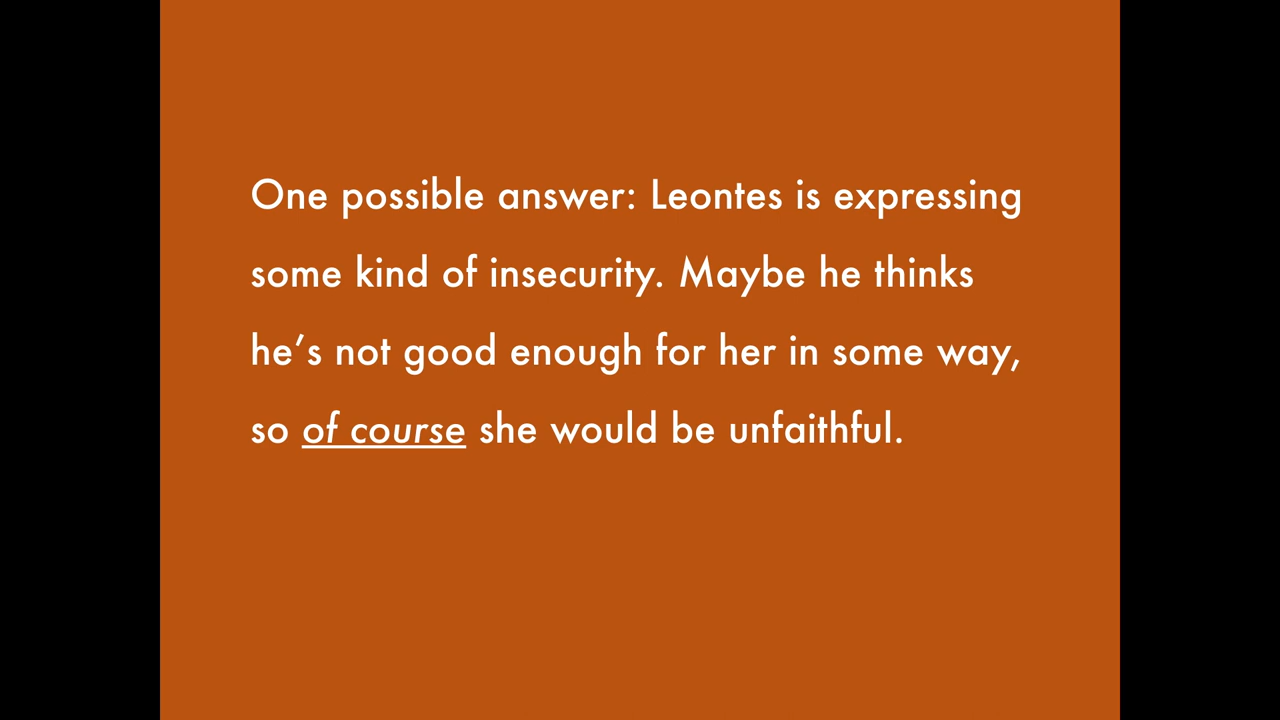 One possible answer: Leontes is expressing
some kind of insecurity. Maybe he thinks
he’s not good enough for her in some way,
so of course she would be unfaithful.